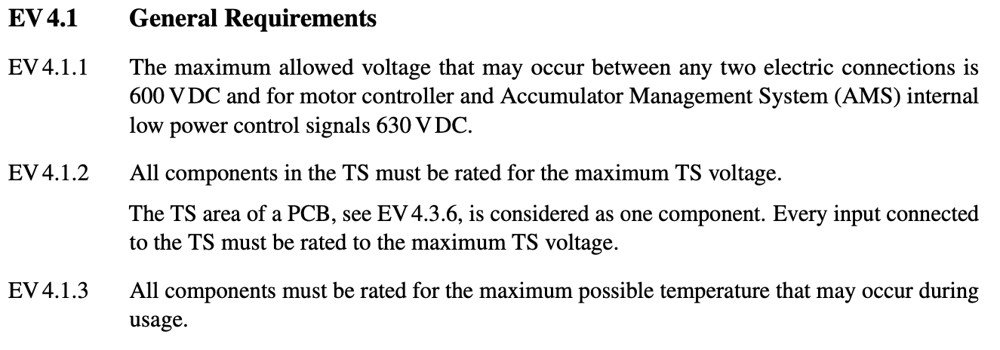 EV 4.1 General Requirements
EV 4.1.1 The maximum allowed voltage that may occur between any two electric connections is
600 V DC and for motor controller and Accumulator Management System (AMS) internal
low power control signals 630 V DC.
EV 4.1.2 All components in the TS must be rated for the maximum TS voltage.
The TS area of a PCB, see EV 4.3.6, is considered as one component. Every input connected
to the TS must be rated to the maximum TS voltage.
EV 4.1.3 All components must be rated for the maximum possible temperature that may occur during
usage.